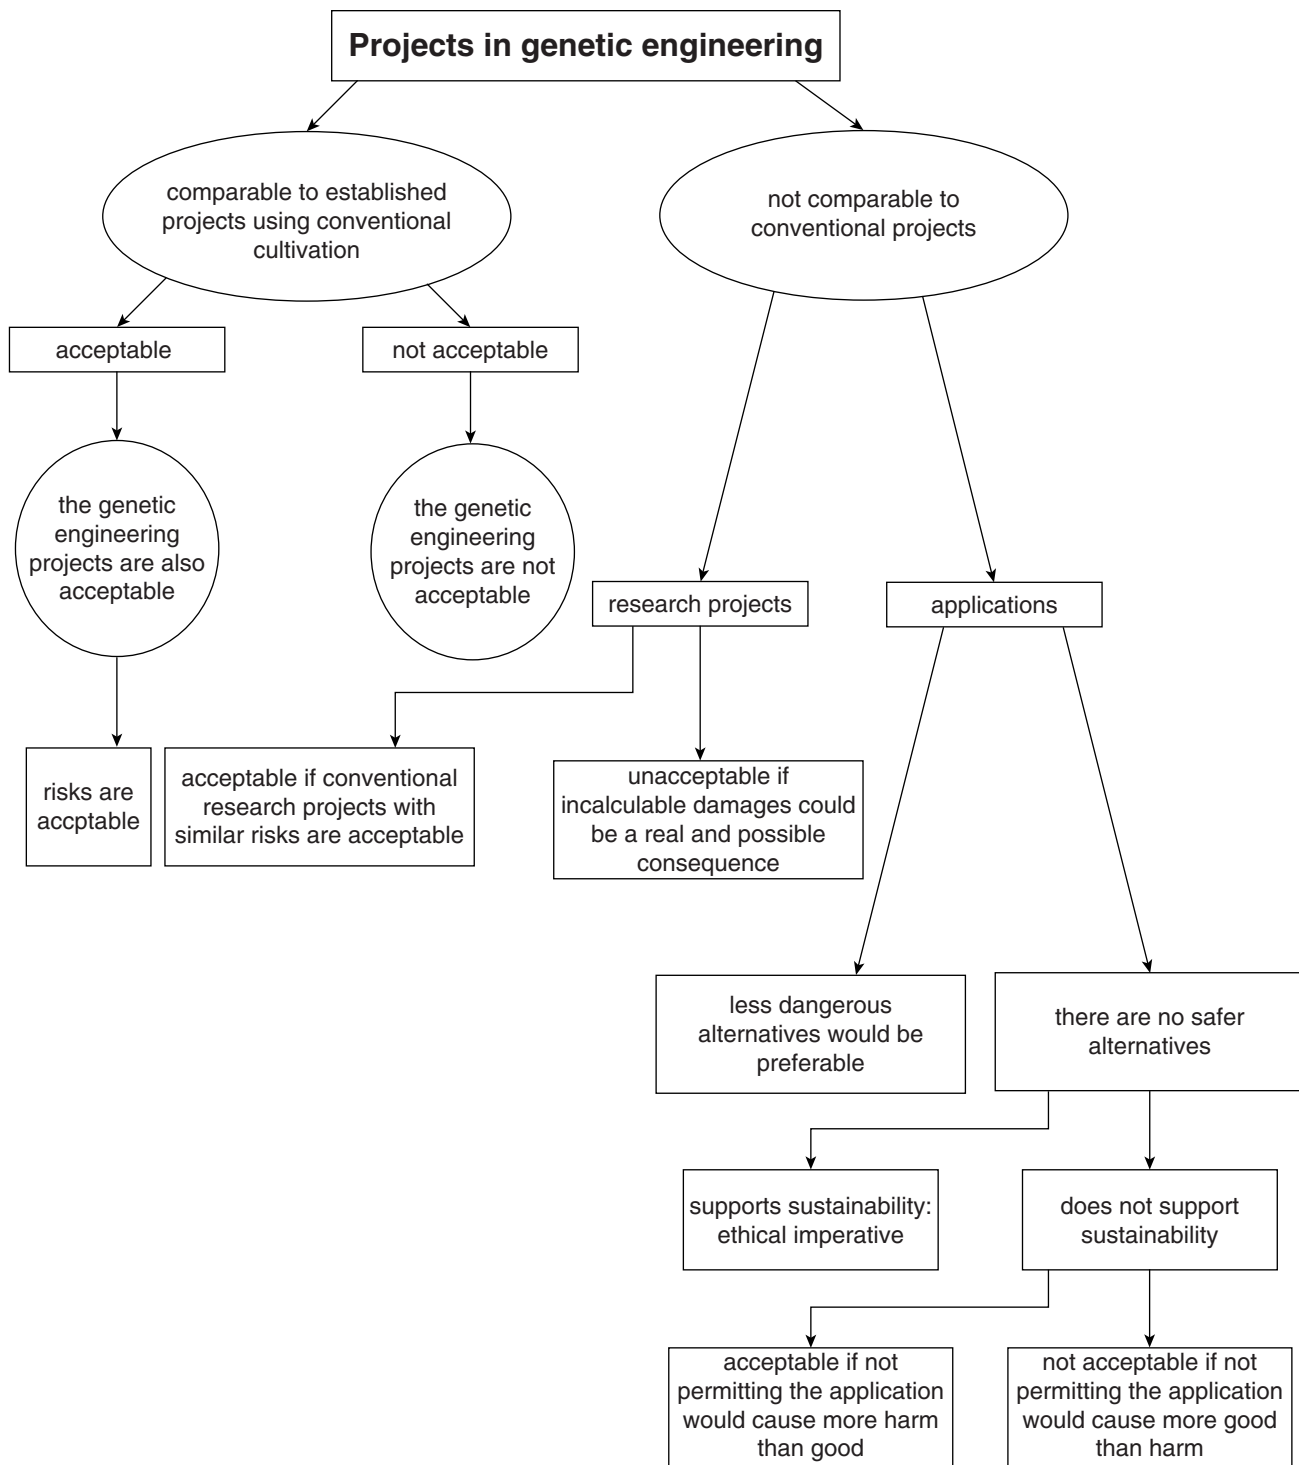 Projects in genetic engineering
comparable to established
projects using conventional
cultivation
not comparable to
conventional projects
acceptable
not acceptable
the genetic
engineering
projects are also
acceptable
the genetic
engineering
projects are not
acceptable
research projects
applications
risks are
accptable
acceptable if conventional
research projects with
similar risks are acceptable
unacceptable if
incalculable damages could
be a real and possible
consequence
less dangerous
alternatives would be
preferable
there are no safer
alternatives
supports sustainability:
ethical imperative
does not support
sustainability
acceptable if not
permitting the application
would cause more harm
than good
not acceptable if not
permitting the application
would cause more good
than harm